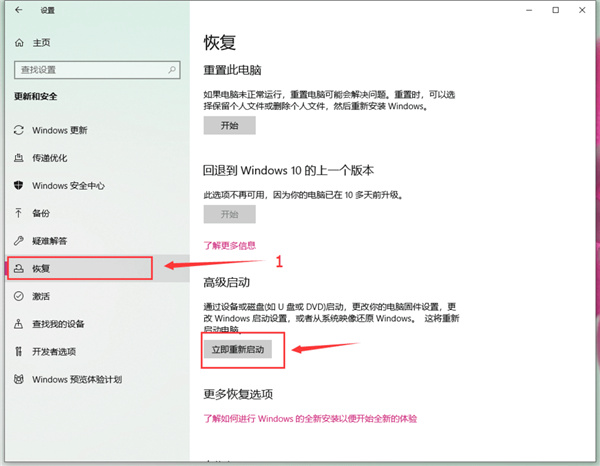 设置
主页
查找设置
更新和安全
Windows 更新
传递优化
Windows 安全中心
备份
疑难解答
恢复
激活
查找我的设备
开发者选项
Windows 预览体验计划
恢复
重置此电脑
如果电脑未正常运行，重置电脑可能会解决问题。重置时，可以选
择保留个人文件或删除个人文件，然后重新安装 Windows。
开始
回退到 Windows 10 的上一个版本
此选项不再可用，因为你的电脑已在 10 多天前升级。
开始
了解更多信息
1
高级启动
通过设备或磁盘(如 U 盘或 DVD)启动，更改你的电脑固件设置，更
改 Windows 启动设置，或者从系统映像还原 Windows。 这将重新
启动电脑。
立即重新启动
更多恢复选项
了解如何进行 Windows 的全新安装以便开始全新的体验